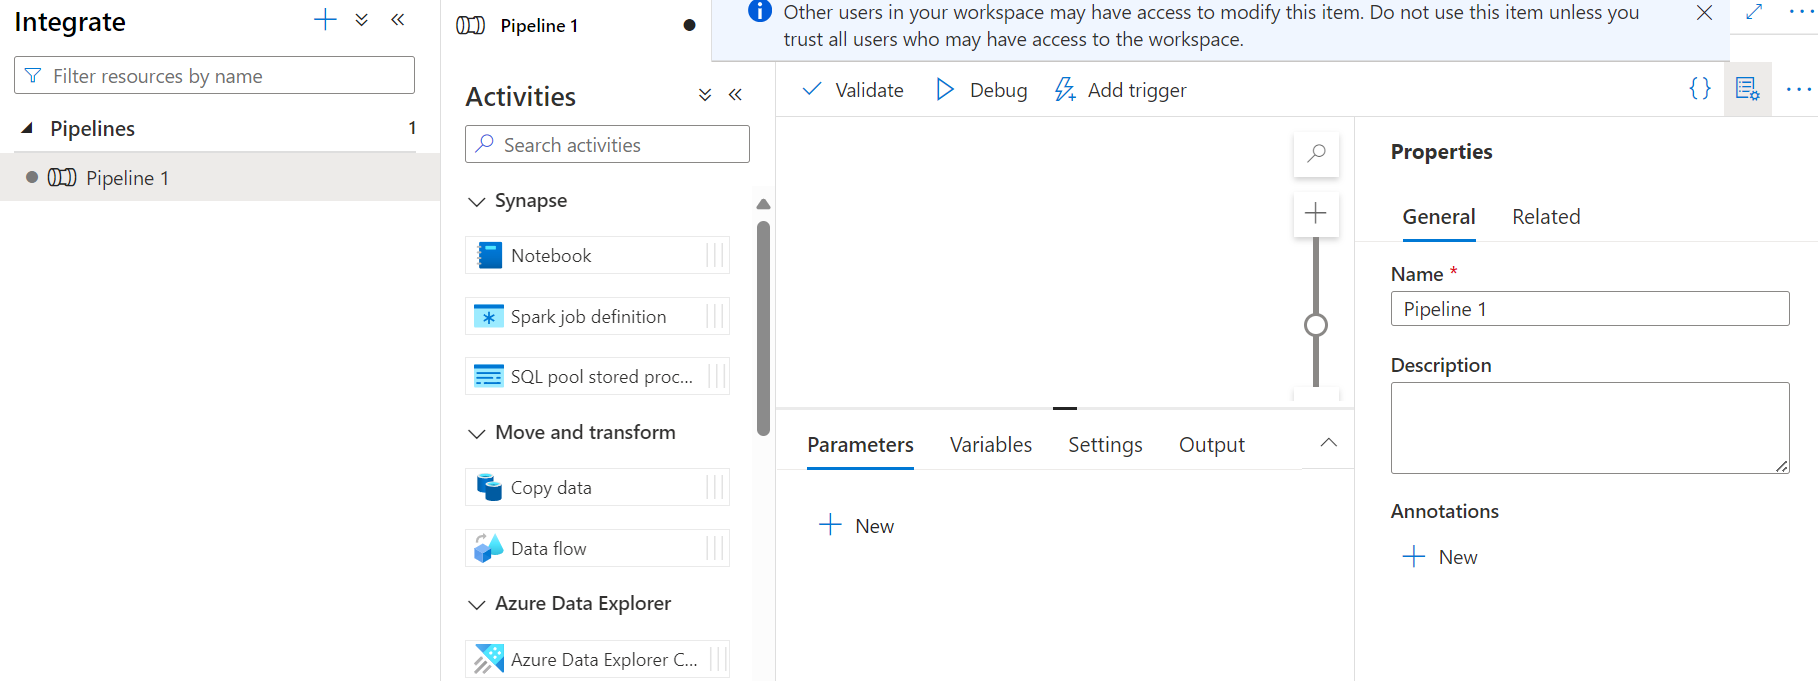 Integrate
Filter resources by name
Pipelines 1
Pipeline 1
Pipeline 1
Other users in your workspace may have access to modify this item. Do not use this item unless you
trust all users who may have access to the workspace.
Activities
Search activities
Synapse
Notebook
Spark job definition
SQL pool stored proc...
Move and transform
Copy data
Data flow
Azure Data Explorer
Azure Data Explorer C...
Validate
Debug
Add trigger
{}
Parameters
Variables
Settings
Output
New
Properties
General
Related
Name *
Pipeline 1
Description
Annotations
New